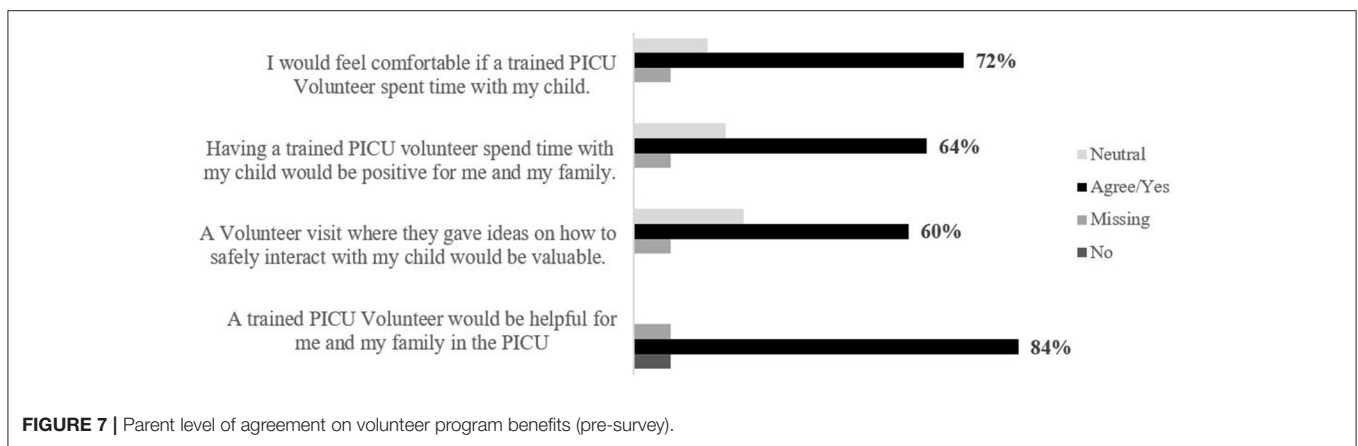 I would feel comfortable if a trained PICU
Volunteer spent time with my child.
72%
Having a trained PICU volunteer spend time with
my child would be positive for me and my family.
64%
A Volunteer visit where they gave ideas on how to
safely interact with my child would be valuable.
60%
A trained PICU Volunteer would be helpful for
me and my family in the PICU
84%
Neutral
Agree/Yes
Missing
No
FIGURE 7 | Parent level of agreement on volunteer program benefits (pre-survey).